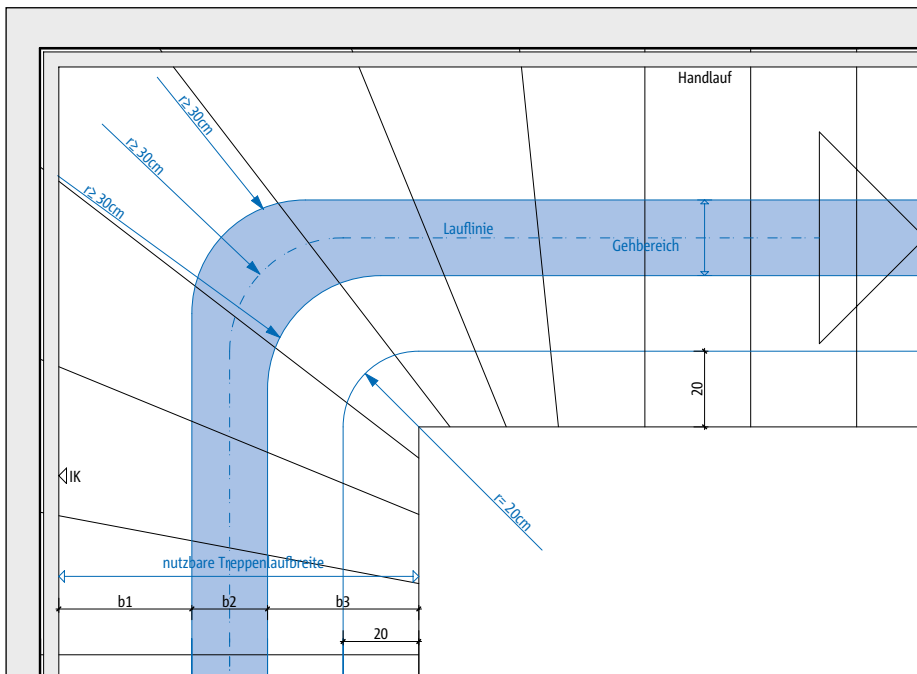 Handlauf
r≥ 30cm
r≥ 30cm
r≥ 30cm
Lauflinie
Gehbereich
20
IK
r= 20cm
nutzbare Treppenlaufbreite
b1
b2
b3
20